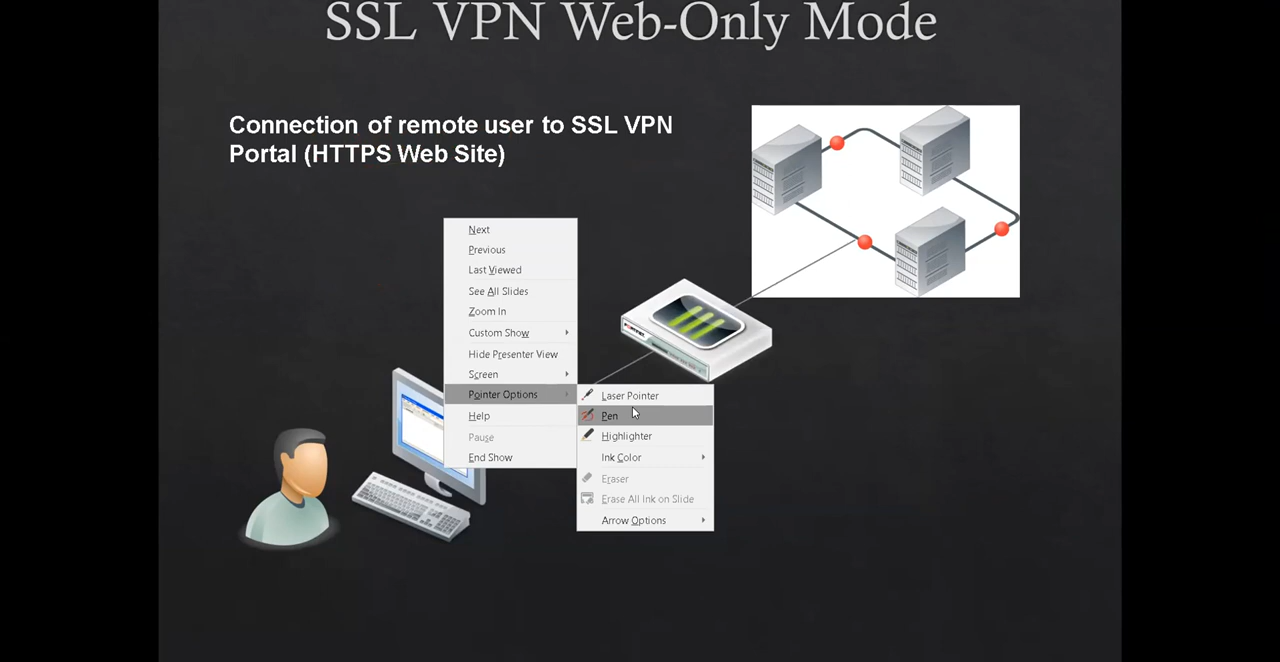 SSL VPN Web-Only Mode
Connection of remote user to SSL VPN
Portal (HTTPS Web Site)
Next
Previous
Last Viewed
See All Slides
Zoom In
Custom Show
Hide Presenter View
Screen
Pointer Options
Help
Pause
End Show
Laser Pointer
Pen
Highlighter
Ink Color
Eraser
Erase All Ink on Slide
Arrow Options